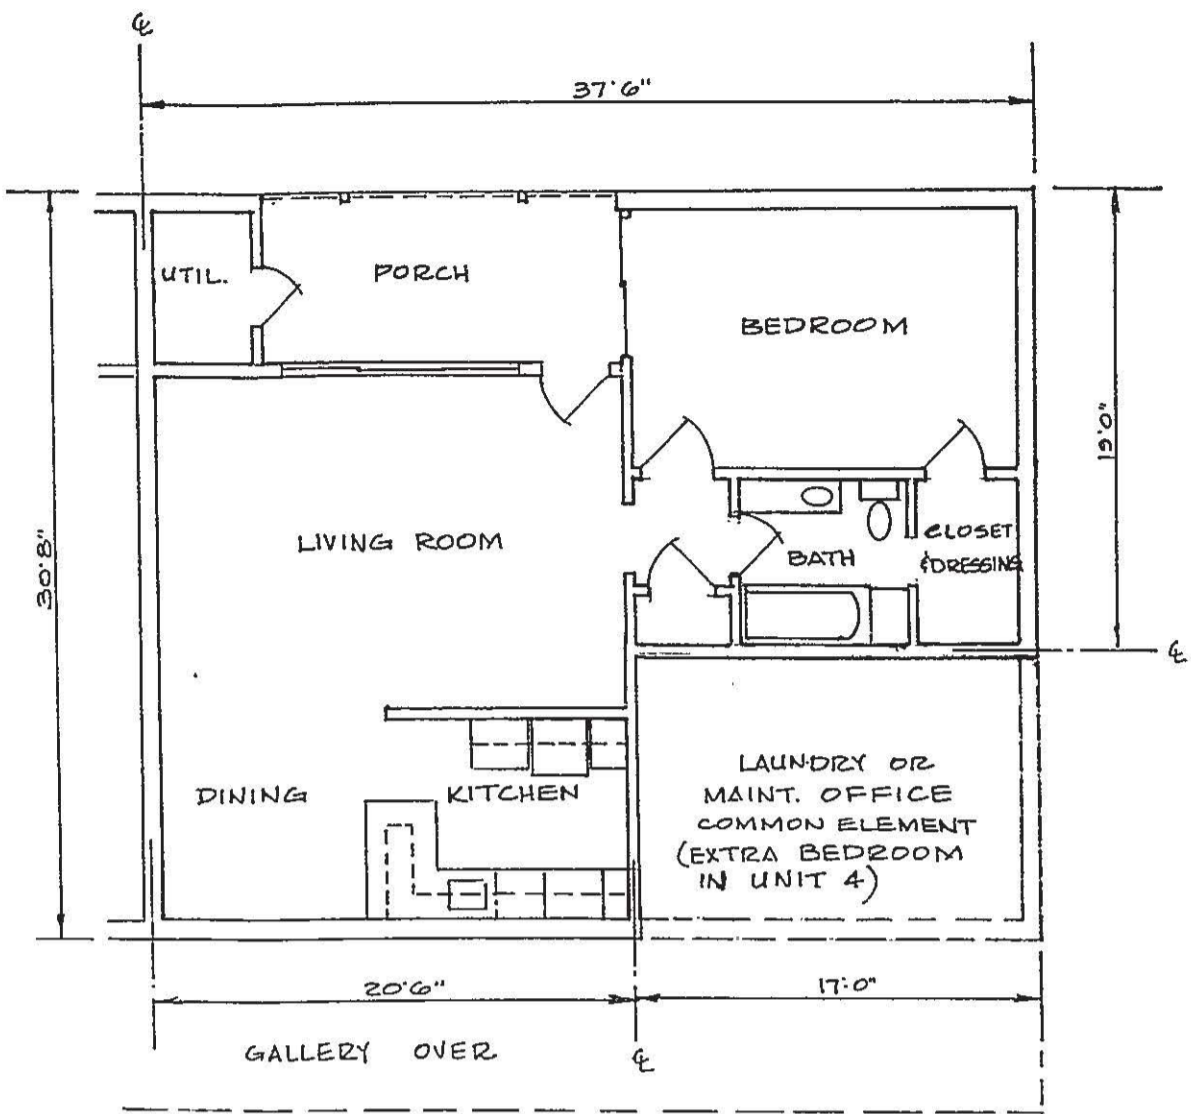 ℄
37'6"
UTIL.
PORCH
BEDROOM
19'0"
30'8"
LIVING ROOM
BATH
CLOSET
&DRESSING
℄
DINING
KITCHEN
LAUNDRY OR
MAINT. OFFICE
COMMON ELEMENT
(EXTRA BEDROOM
IN UNIT 4)
20'6"
17'0"
GALLERY OVER
℄